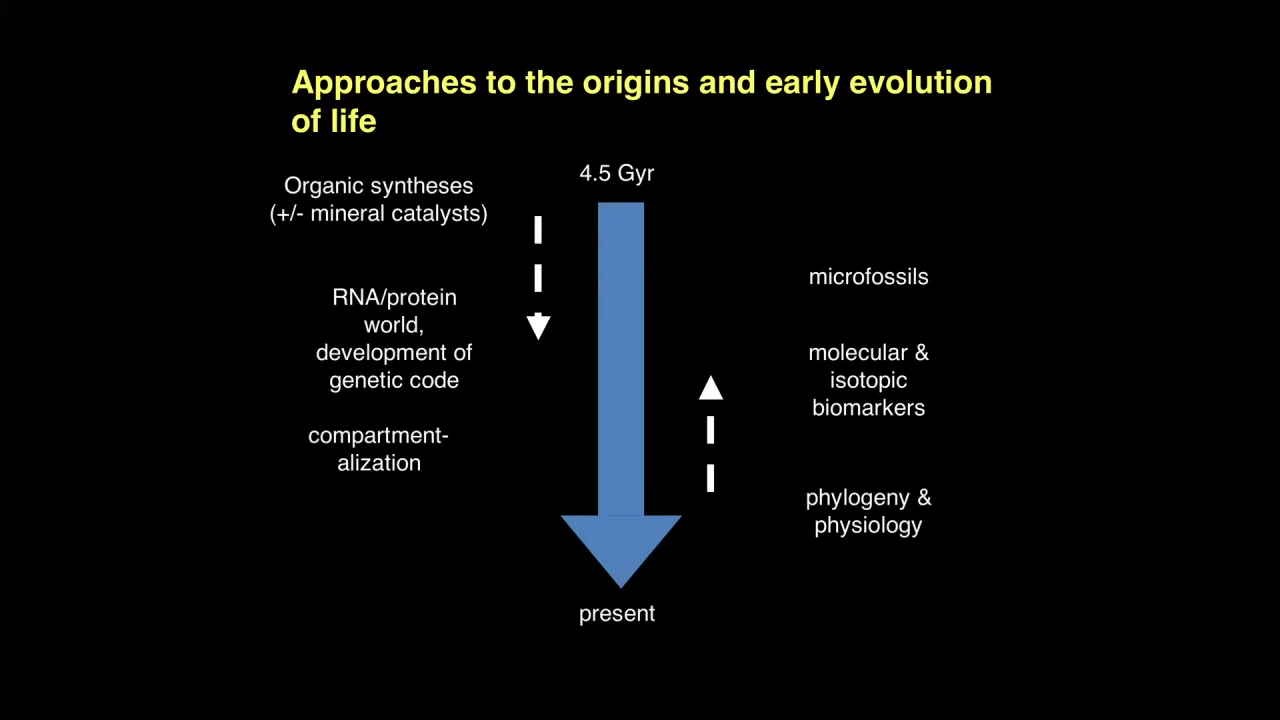 Approaches to the origins and early evolution
of life
4.5 Gyr
Organic syntheses
(+/- mineral catalysts)
RNA/protein
world,
development of
genetic code
compartment-
alization
microfossils
molecular &
isotopic
biomarkers
phylogeny &
physiology
present